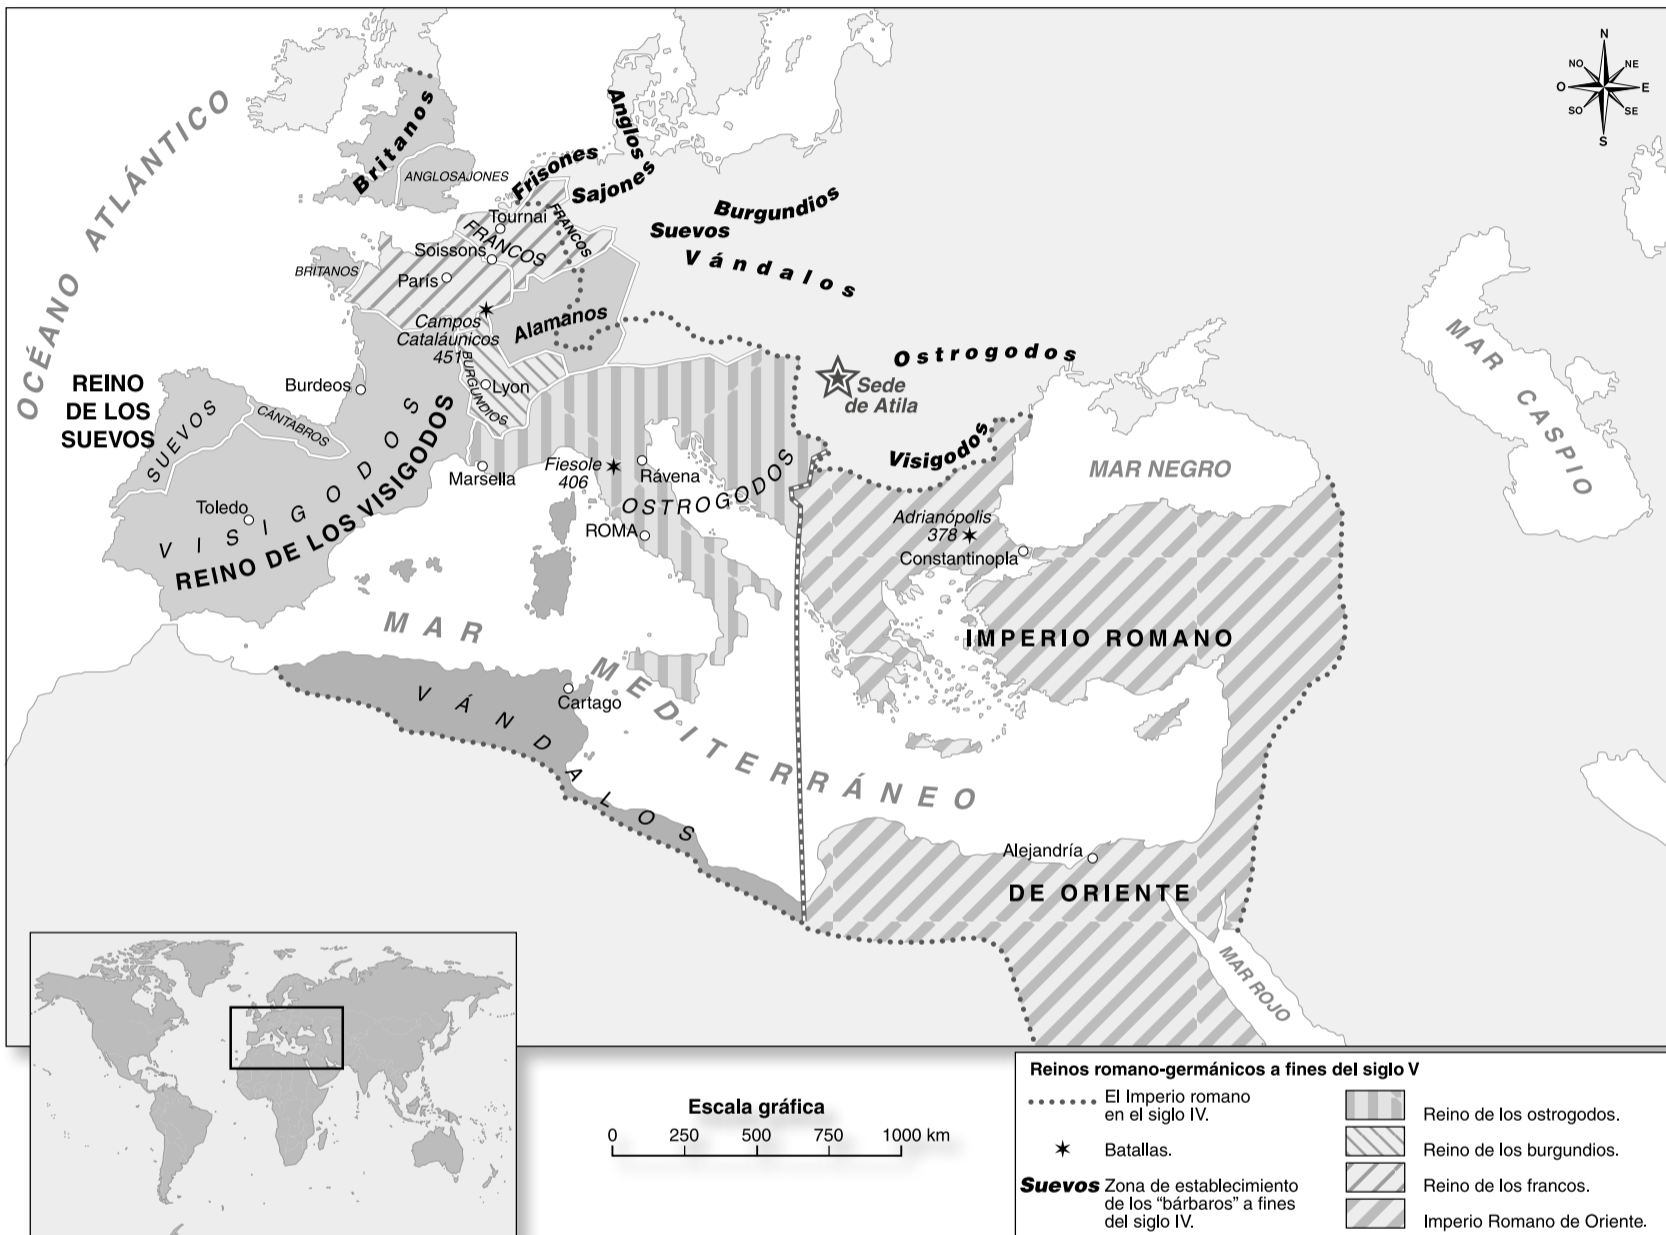 N
NO
NE
O
E
SO
SE
S
OCÉANO ATLÁNTICO
Britanos
ANGLOSAJONES
Anglos
Frisones
Sajones
Burgundios
Suevos
Vándalos
Tournai
FRANCOS
FRANCOS
Soissons
París
BRITANOS
Campos
Cataláunicos
451
Alamanos
BURGUNDIOS
Lyon
Burdeos
REINO
DE LOS
SUEVOS
SUEVOS
CÁNTABROS
VISIGODOS
REINO DE LOS VISIGODOS
Toledo
Marsella
Fiesole
406
Rávena
OSTROGODOS
ROMA
Ostrogodos
Sede
de Atila
Visigodos
MAR NEGRO
MAR CASPIO
Adrianópolis
378
Constantinopla
IMPERIO ROMANO
MAR
MEDITERRÁNEO
VÁNDALOS
Cartago
Alejandría
DE ORIENTE
MAR ROJO
Escala gráfica
0 250 500 750 1000 km
Reinos romano-germánicos a fines del siglo V
El Imperio romano
en el siglo IV.
Batallas.
Suevos Zona de establecimiento
de los “bárbaros” a fines
del siglo IV.
Reino de los ostrogodos.
Reino de los burgundios.
Reino de los francos.
Imperio Romano de Oriente.